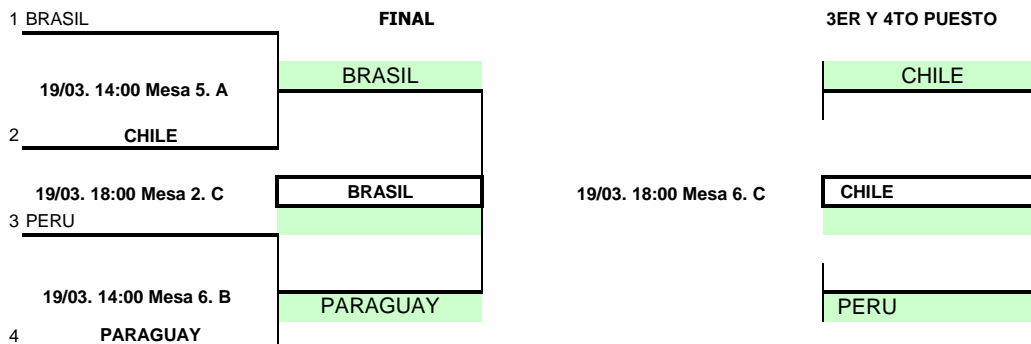 1 BRASIL
FINAL
3ER Y 4TO PUESTO
BRASIL
CHILE
19/03. 14:00 Mesa 5. A
2 CHILE
19/03. 18:00 Mesa 2. C
BRASIL
19/03. 18:00 Mesa 6. C
CHILE
3 PERU
19/03. 14:00 Mesa 6. B
PARAGUAY
PERU
4 PARAGUAY